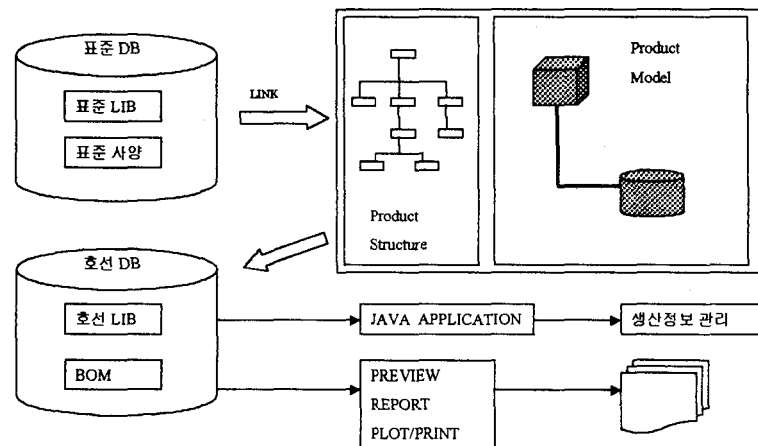 표준 DB
표준 LIB
표준 사양
LINK
Product
Structure
Product
Model
호선 DB
호선 LIB
BOM
JAVA APPLICATION
생산정보 관리
PREVIEW
REPORT
PLOT/PRINT